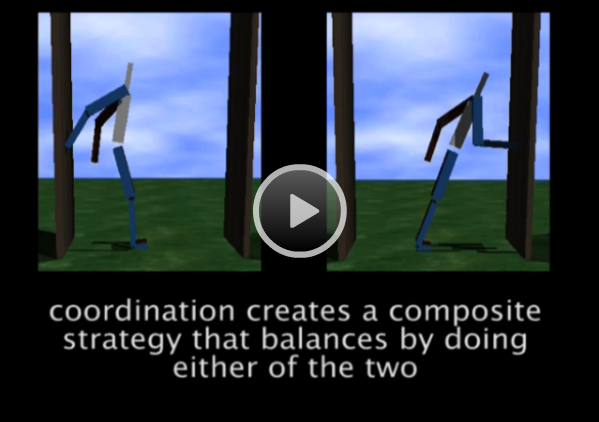 coordination creates a composite
strategy that balances by doing
either of the two